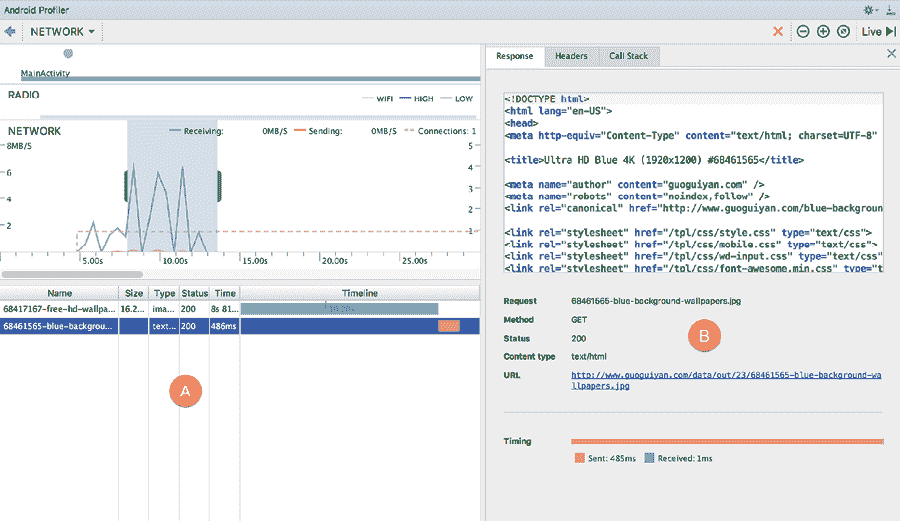 Android Profiler
NETWORK
Live
MainActivity
RADIO
WIFI HIGH LOW
NETWORK Receiving: 0MB/S Sending: 0MB/S Connections: 1
8MB/S
5
6
4
4
3
2
2
1
5.00s 10.00s 15.00s 20.00s 25.00s
Name Size Type Status Time Timeline
68417167-free-hd-wallpa... 16.2... ima... 200 8s 81...
68461565-blue-backgrou... text... 200 486ms
A
Response Headers Call Stack
<!DOCTYPE html>
<html lang="en-US">
<head>
<meta http-equiv="Content-Type" content="text/html; charset=UTF-8"
<title>Ultra HD Blue 4K (1920x1200) #68461565</title>
<meta name="author" content="guoguiyan.com" />
<meta name="robots" content="noindex,follow" />
<link rel="canonical" href="http://www.guoguiyan.com/blue-backgroun
<link rel="stylesheet" href="/tpl/css/style.css" type="text/css">
<link rel="stylesheet" href="/tpl/css/mobile.css" type="text/css">
<link rel="stylesheet" href="/tpl/css/wd-input.css" type="text/css"
<link rel="stylesheet" href="/tpl/css/font-awesome.min.css" type="t
Request 68461565-blue-background-wallpapers.jpg
Method GET
Status 200
Content type text/html
URL http://www.guoguiyan.com/data/out/23/68461565-blue-background-wa
llpapers.jpg
B
Timing
Sent: 485ms Received: 1ms